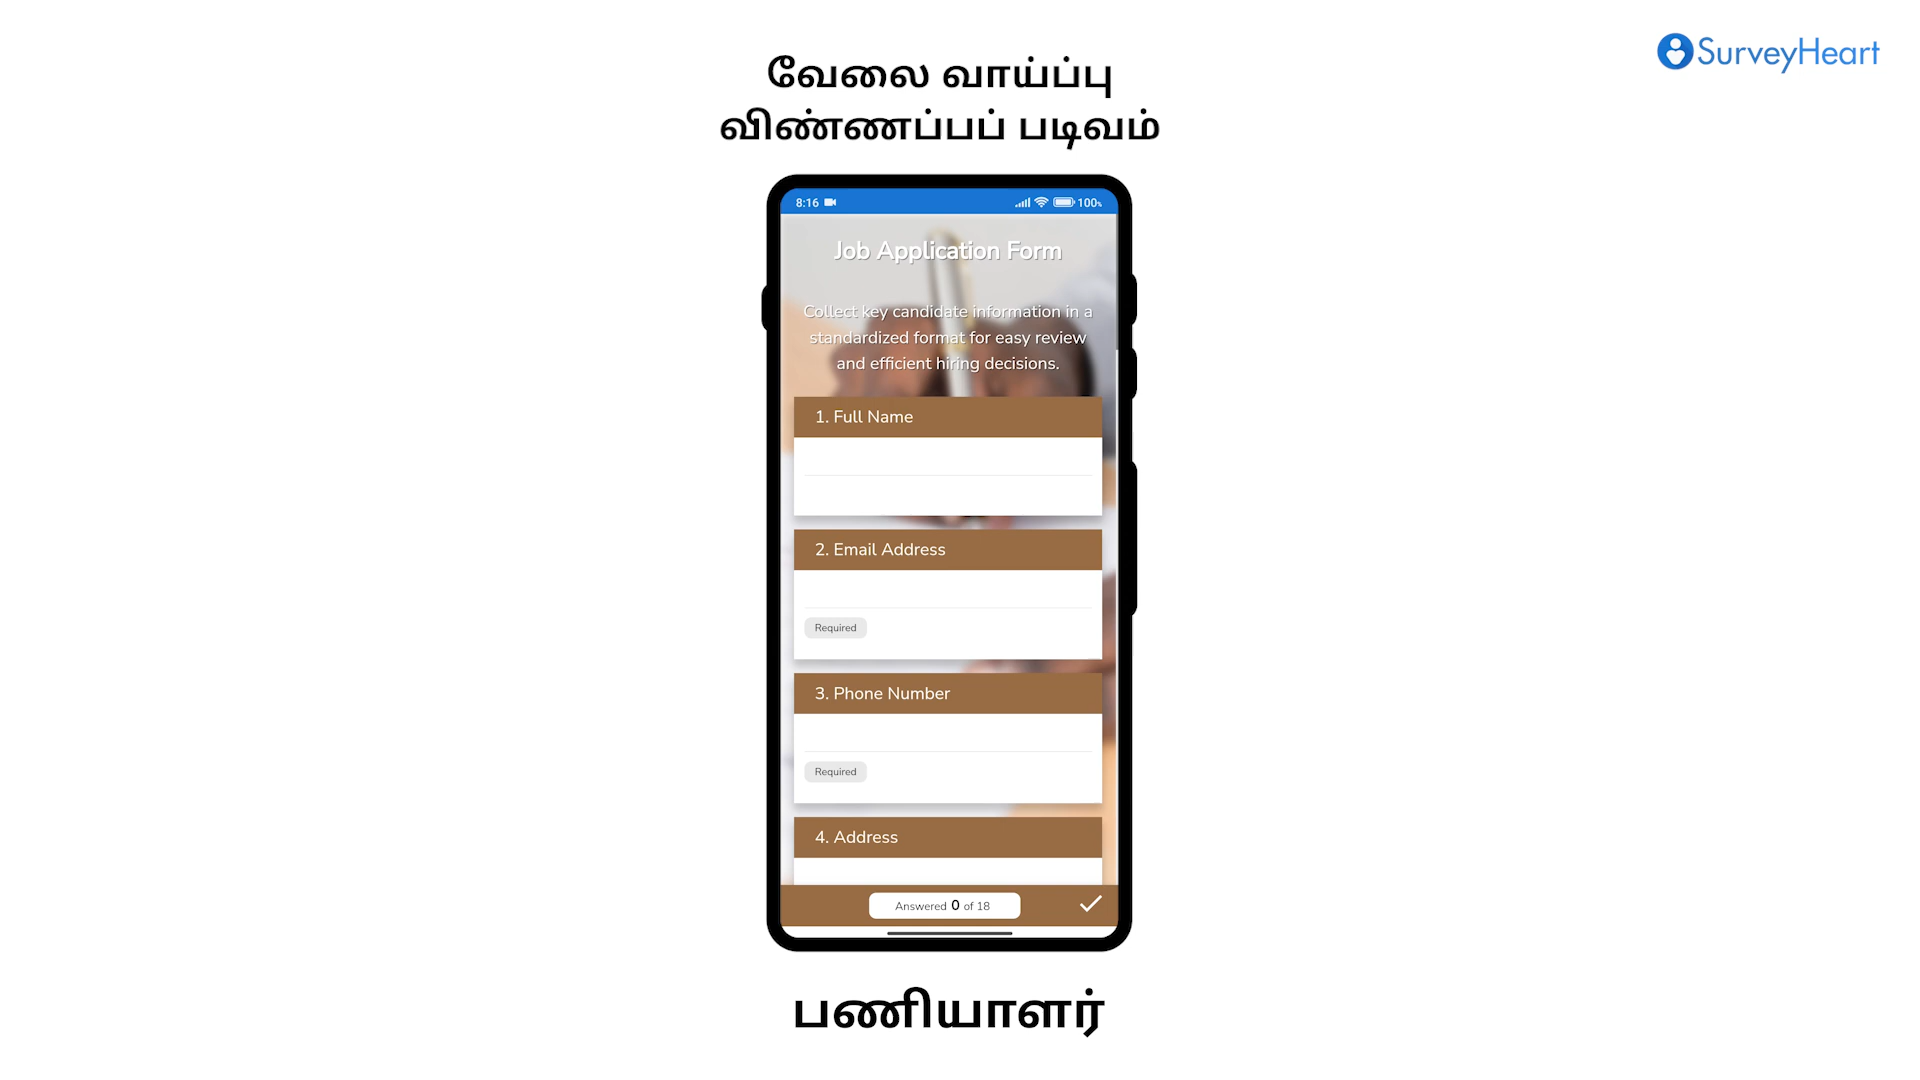 SurveyHeart
வேலை வாய்ப்பு
விண்ணப்பப் படிவம்
8:16 100%
Job Application Form
Collect key candidate information in a
standardized format for easy review
and efficient hiring decisions.
1. Full Name
2. Email Address
Required
3. Phone Number
Required
4. Address
Answered 0 of 18
பணியாளர்